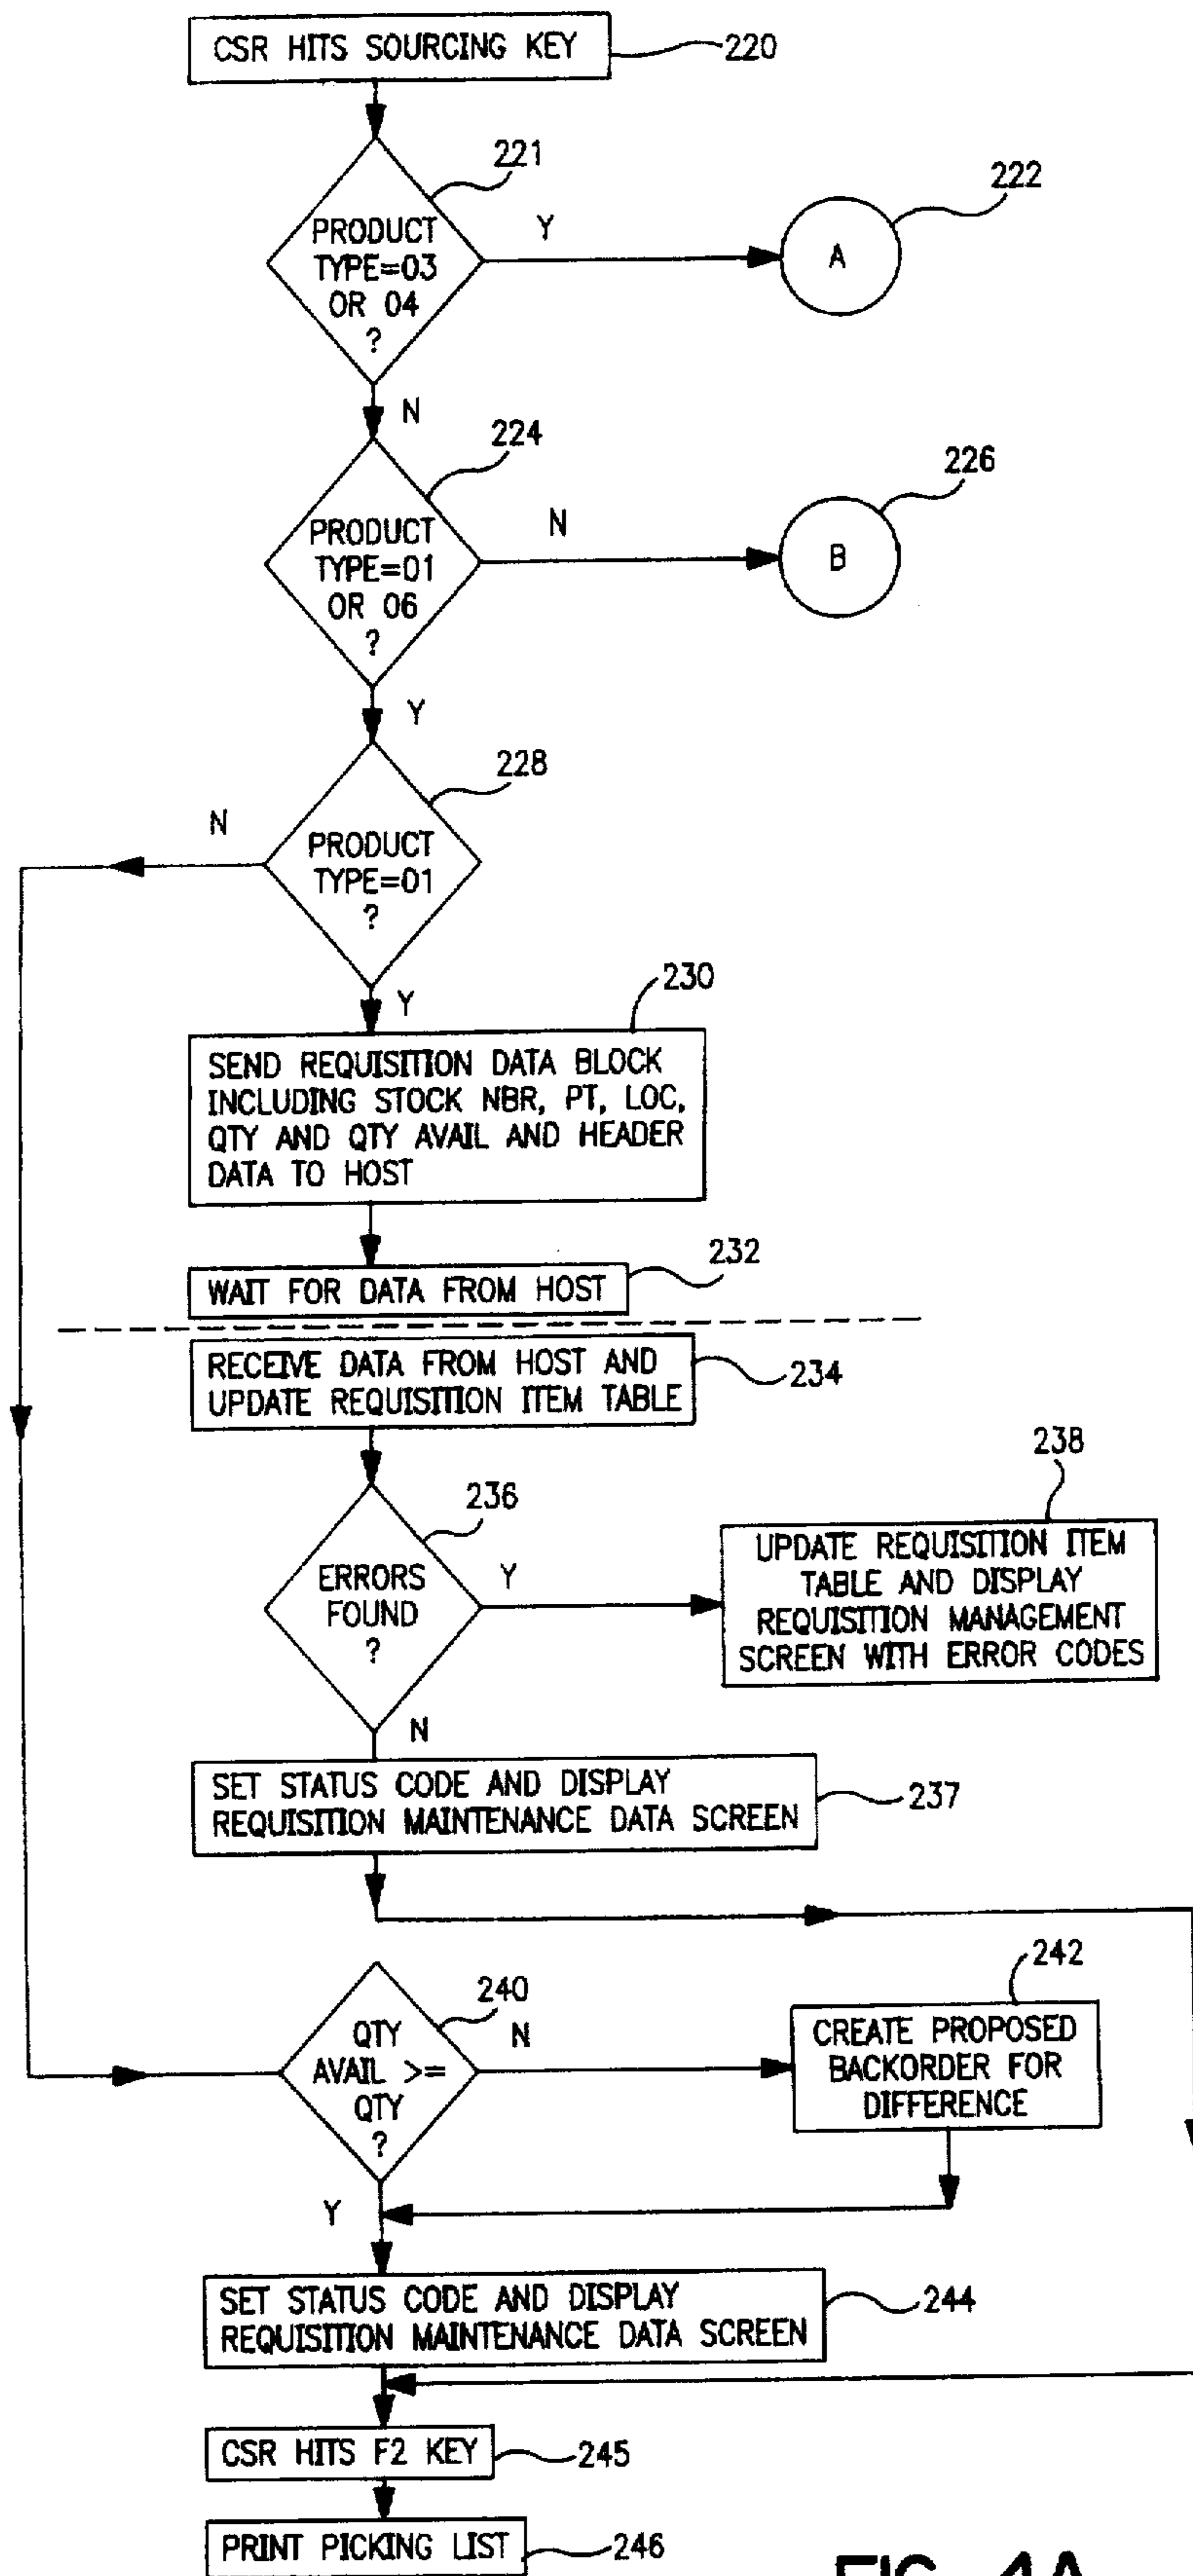 CSR HITS SOURCING KEY
220
221
PRODUCT
TYPE=03
OR 04
?
Y
A
222
N
224
PRODUCT
TYPE=01
OR 06
?
N
B
226
Y
228
PRODUCT
TYPE=01
?
N
Y
230
SEND REQUISITION DATA BLOCK
INCLUDING STOCK NBR, PT, LOC,
QTY AND QTY AVAIL AND HEADER
DATA TO HOST
232
WAIT FOR DATA FROM HOST
RECEIVE DATA FROM HOST AND
UPDATE REQUISITION ITEM TABLE
234
236
ERRORS
FOUND
?
Y
238
UPDATE REQUISITION ITEM
TABLE AND DISPLAY
REQUISITION MANAGEMENT
SCREEN WITH ERROR CODES
N
SET STATUS CODE AND DISPLAY
REQUISITION MAINTENANCE DATA SCREEN
237
240
QTY
AVAIL >=
QTY
?
N
242
CREATE PROPOSED
BACKORDER FOR
DIFFERENCE
Y
SET STATUS CODE AND DISPLAY
REQUISITION MAINTENANCE DATA SCREEN
244
CSR HITS F2 KEY
245
PRINT PICKING LIST
246
FIG. 4A